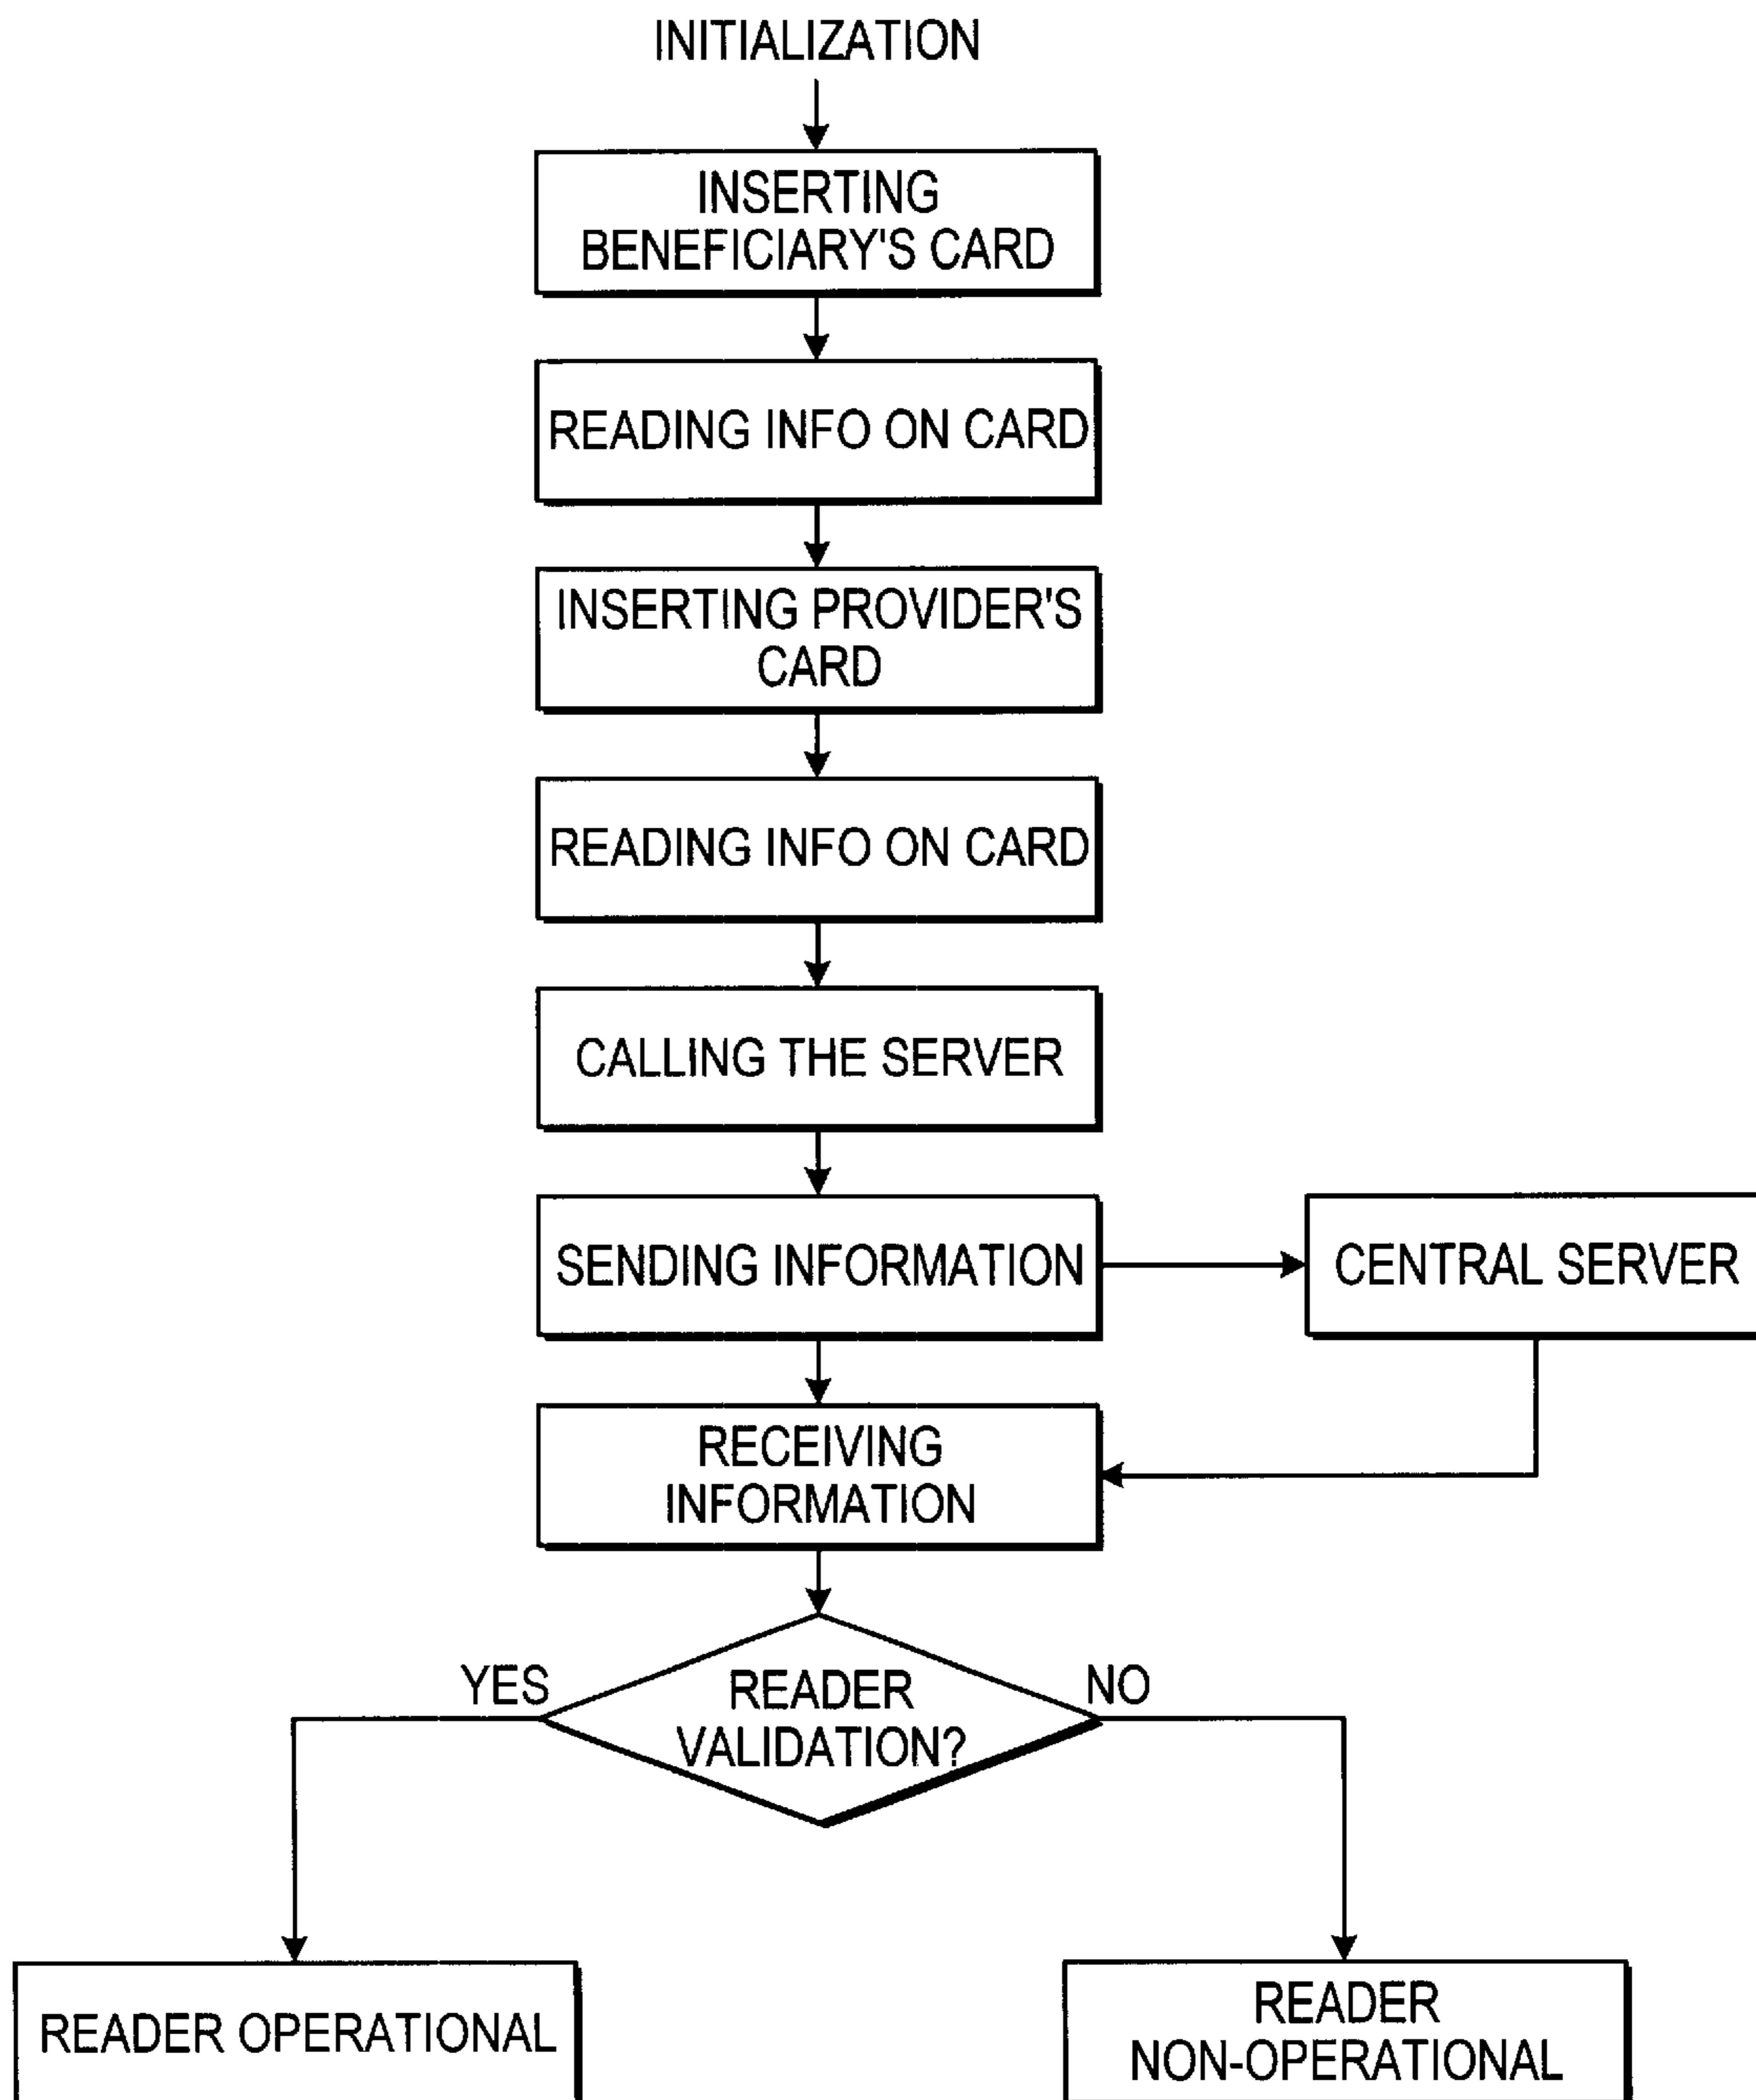 INITIALIZATION
INSERTING
BENEFICIARY'S CARD
READING INFO ON CARD
INSERTING PROVIDER'S
CARD
READING INFO ON CARD
CALLING THE SERVER
SENDING INFORMATION
CENTRAL SERVER
RECEIVING
INFORMATION
YES
READER
VALIDATION?
NO
READER OPERATIONAL
READER
NON-OPERATIONAL